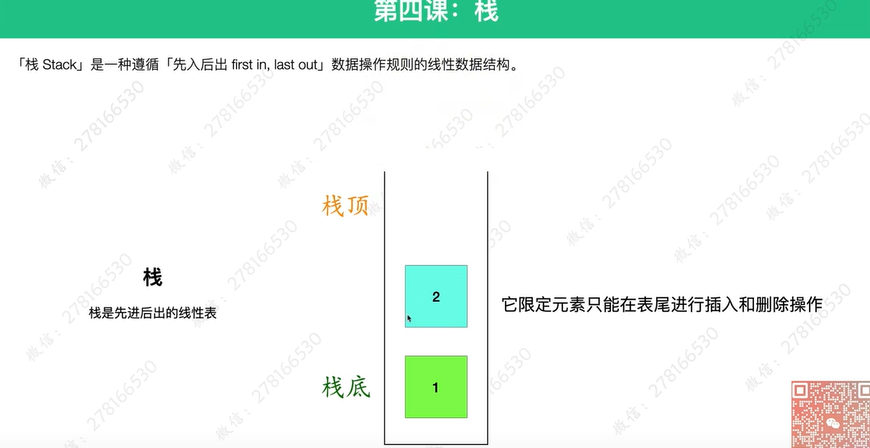 第四课：栈
「栈 Stack」是一种遵循「先入后出 first in, last out」数据操作规则的线性数据结构。
栈顶
栈
2
它限定元素只能在表尾进行插入和删除操作
栈是先进后出的线性表
栈底
1
微信：278166530